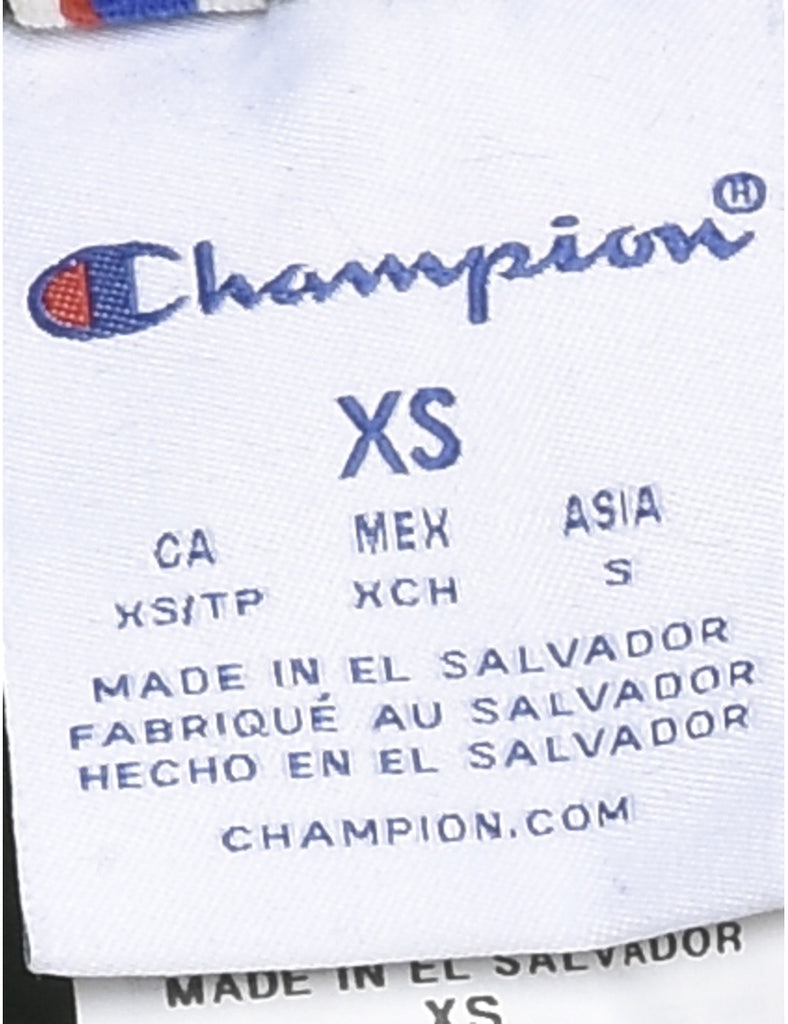 Champion®
XS
CA MEX ASIA
XS/TP XCH S
MADE IN EL SALVADOR
FABRIQUÉ AU SALVADOR
HECHO EN EL SALVADOR
CHAMPION.COM
MADE IN EL SALVADOR
XS